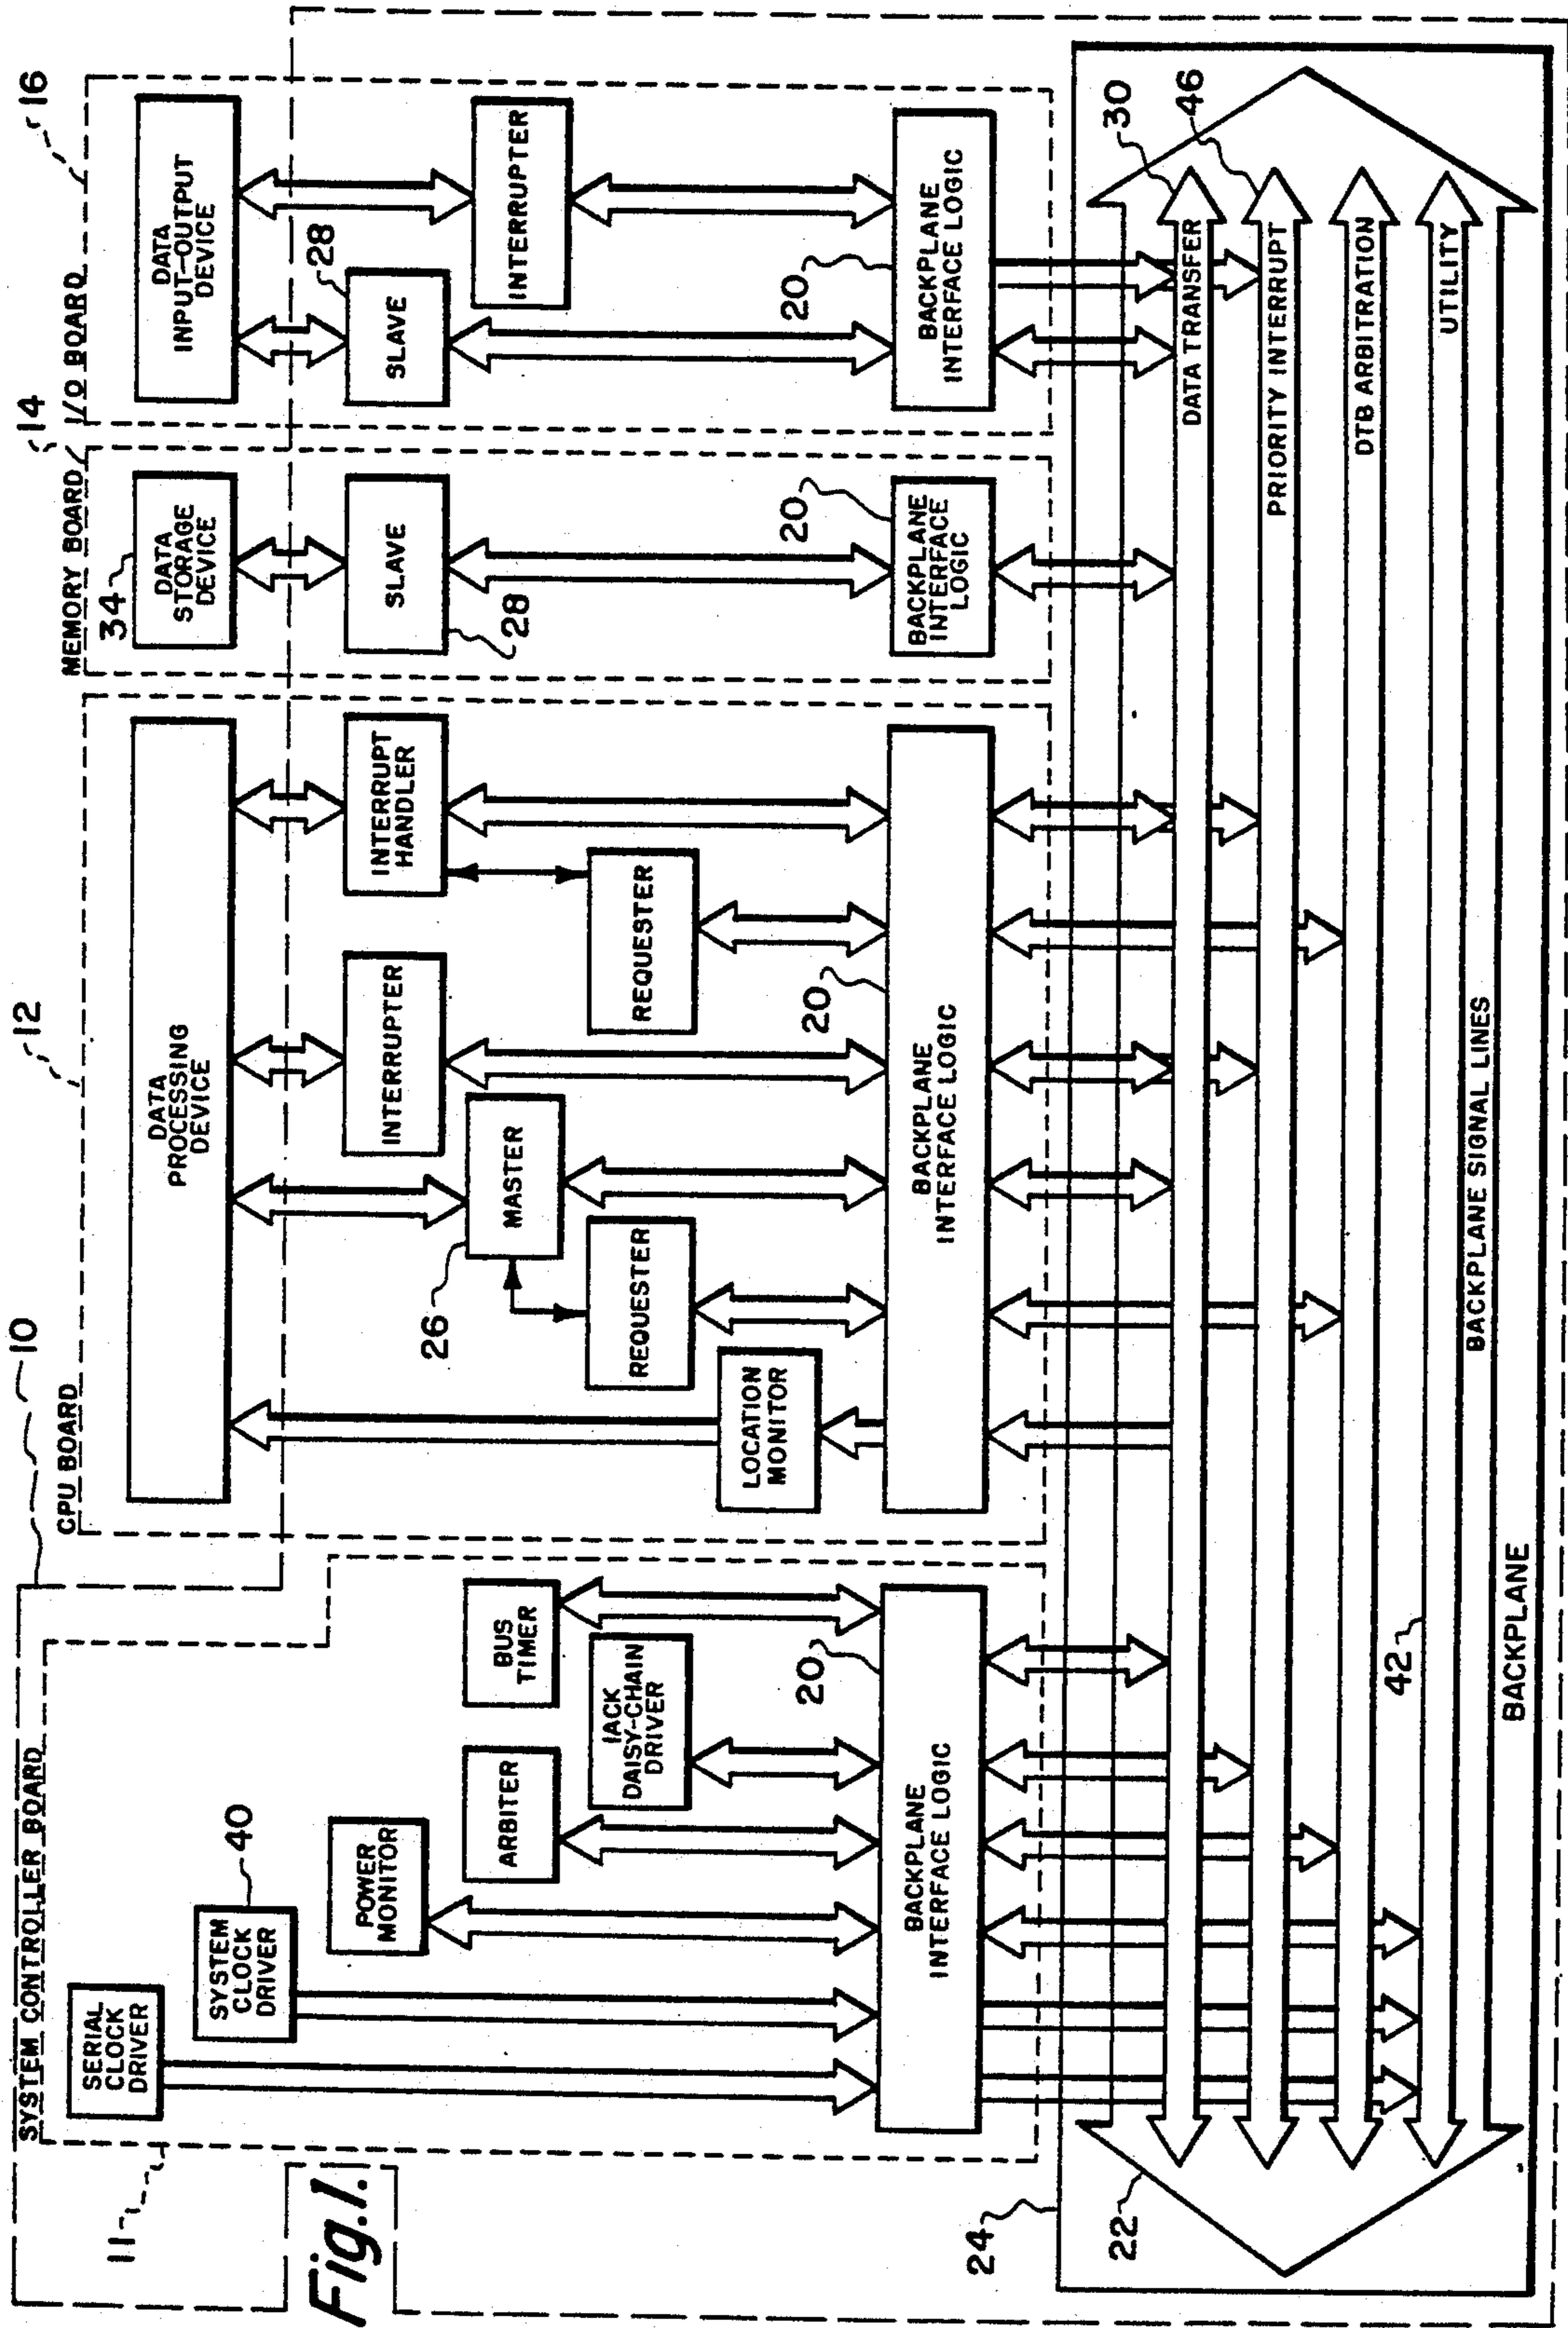 Fig.1.
10
11
SYSTEM CONTROLLER BOARD
SERIAL
CLOCK
DRIVER
SYSTEM
CLOCK
DRIVER
40
POWER
MONITOR
ARBITER
IACK
DAISY-CHAIN
DRIVER
BUS
TIMER
20
BACKPLANE
INTERFACE LOGIC
12
CPU BOARD
DATA
PROCESSING
DEVICE
LOCATION
MONITOR
REQUESTER
26
MASTER
INTERRUPTER
REQUESTER
INTERRUPT
HANDLER
20
BACKPLANE
INTERFACE LOGIC
14
MEMORY BOARD
34
DATA
STORAGE
DEVICE
SLAVE
28
20
BACKPLANE
INTERFACE
LOGIC
16
I/O BOARD
DATA
INPUT-OUTPUT
DEVICE
28
SLAVE
INTERRUPTER
20
BACKPLANE
INTERFACE LOGIC
24
22
30
DATA TRANSFER
46
PRIORITY INTERRUPT
DTB ARBITRATION
UTILITY
42
BACKPLANE SIGNAL LINES
BACKPLANE